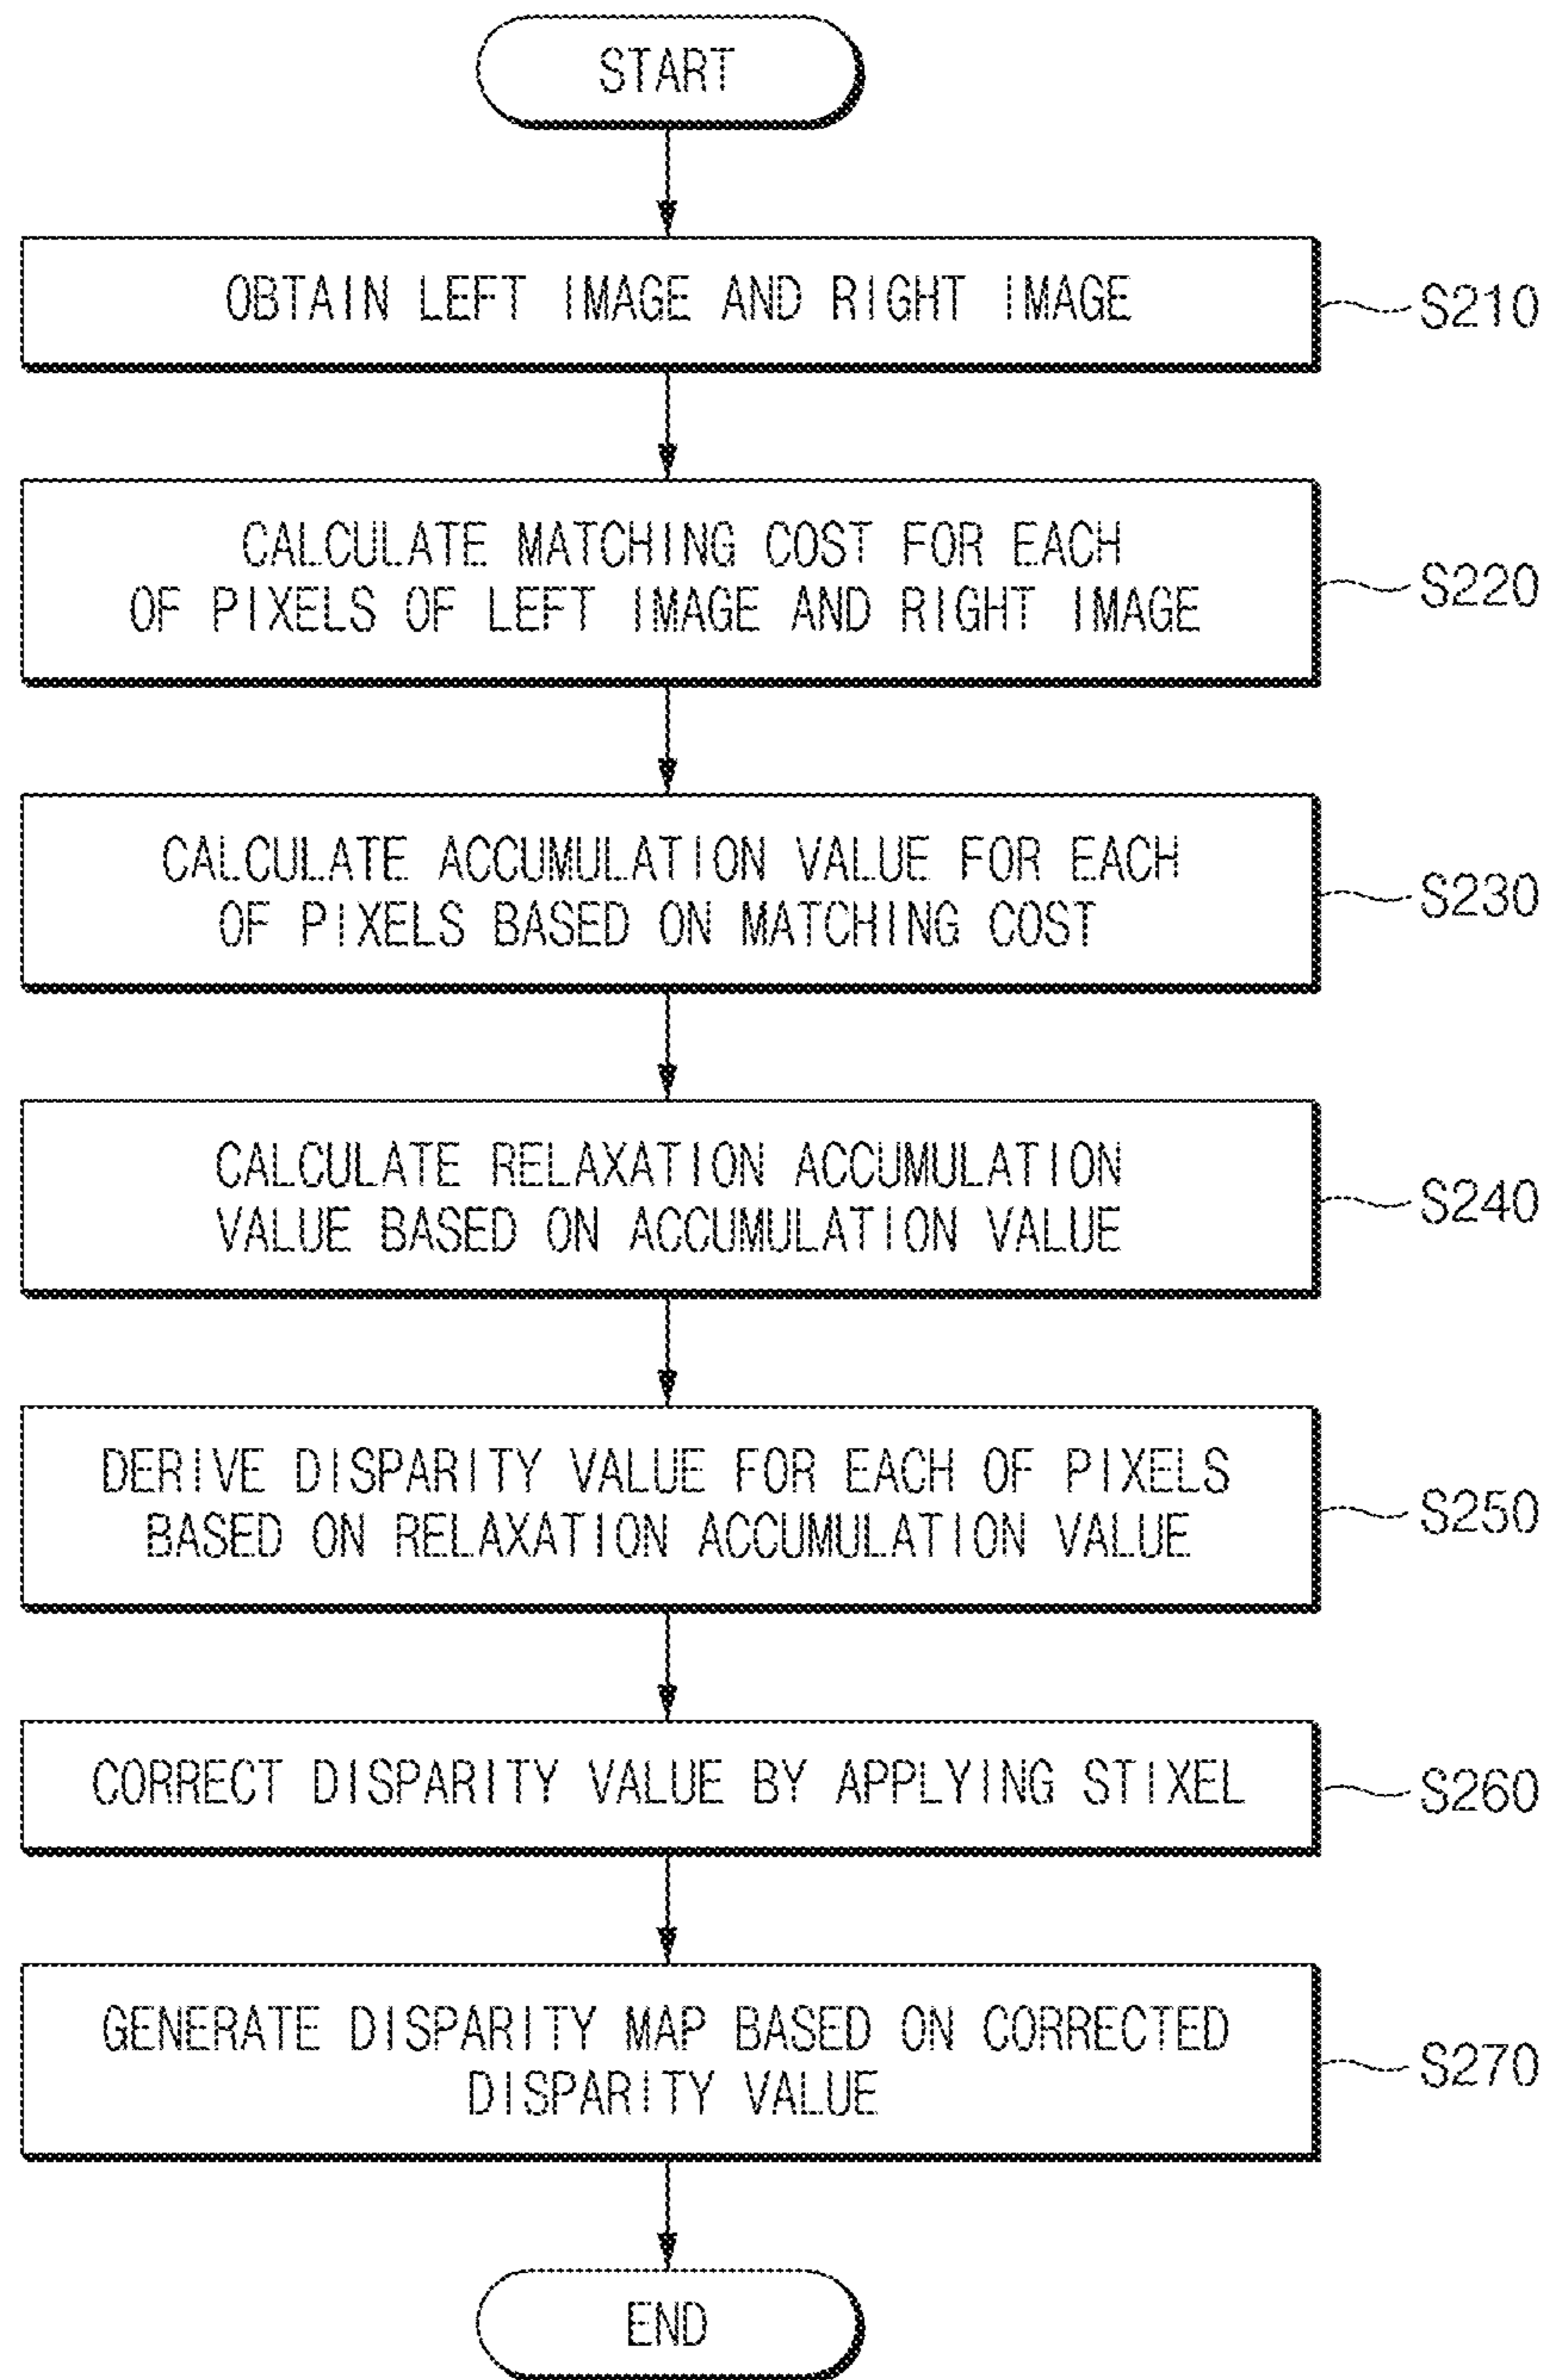 START
OBTAIN LEFT IMAGE AND RIGHT IMAGE
S210
CALCULATE MATCHING COST FOR EACH
OF PIXELS OF LEFT IMAGE AND RIGHT IMAGE
S220
CALCULATE ACCUMULATION VALUE FOR EACH
OF PIXELS BASED ON MATCHING COST
S230
CALCULATE RELAXATION ACCUMULATION
VALUE BASED ON ACCUMULATION VALUE
S240
DERIVE DISPARITY VALUE FOR EACH OF PIXELS
BASED ON RELAXATION ACCUMULATION VALUE
S250
CORRECT DISPARITY VALUE BY APPLYING STIXEL
S260
GENERATE DISPARITY MAP BASED ON CORRECTED
DISPARITY VALUE
S270
END